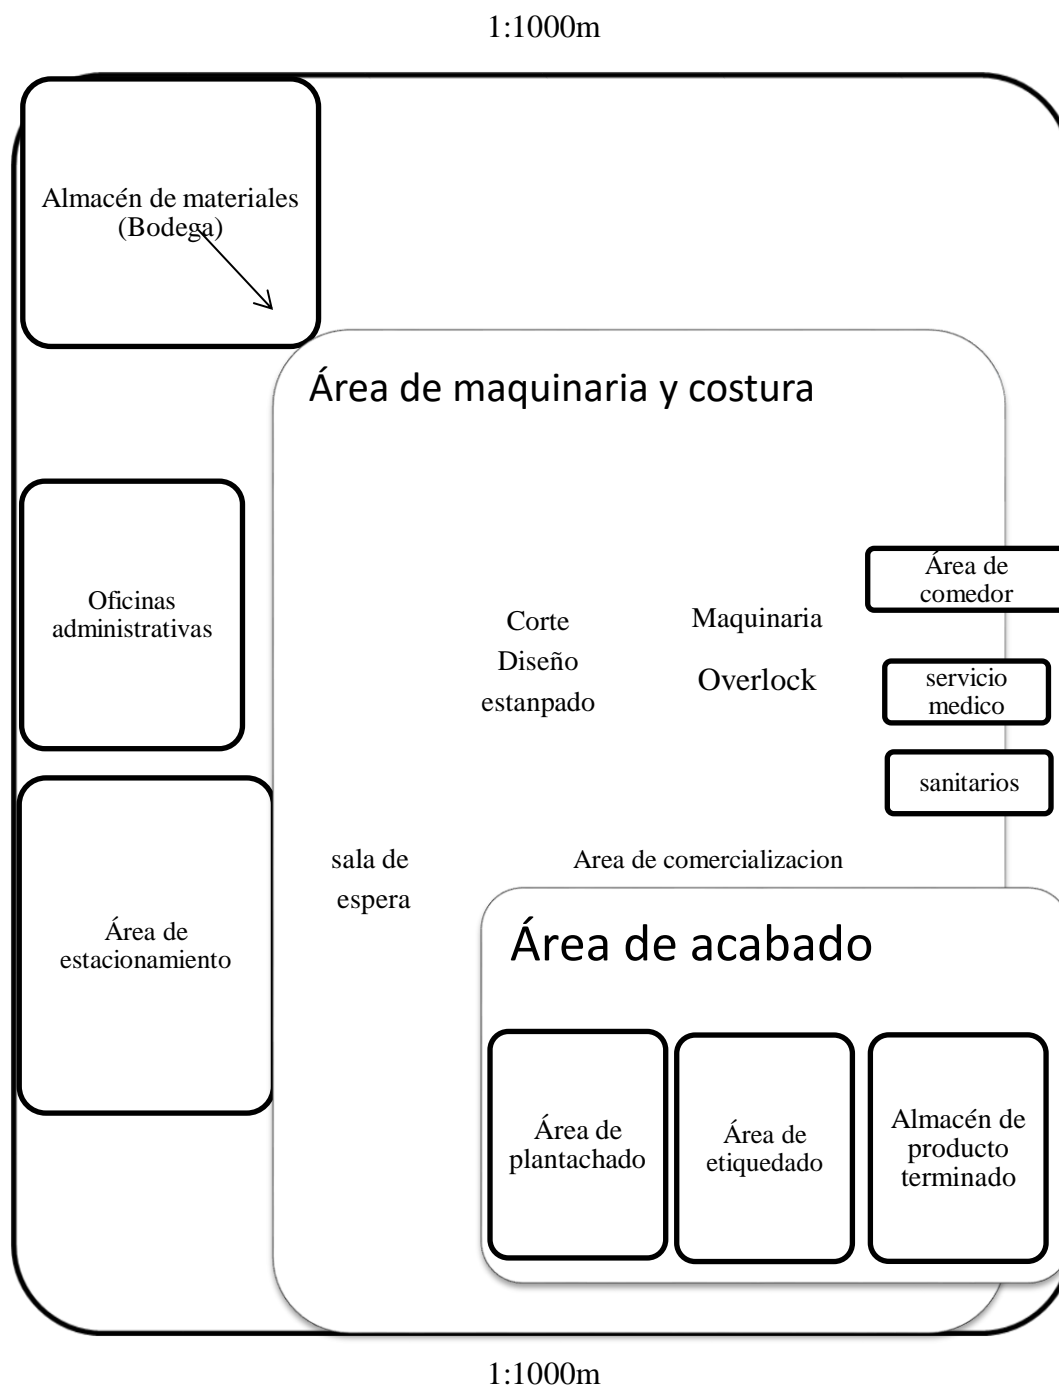 1:1000m
Almacén de materiales
(Bodega)
Área de maquinaria y costura
Oficinas
administrativas
Corte
Diseño
estanpado
Maquinaria
Overlock
Área de
comedor
servicio
medico
sanitarios
Área de
estacionamiento
sala de
espera
Area de comercializacion
Área de acabado
Área de
plantachado
Área de
etiquedado
Almacén de
producto
terminado
1:1000m